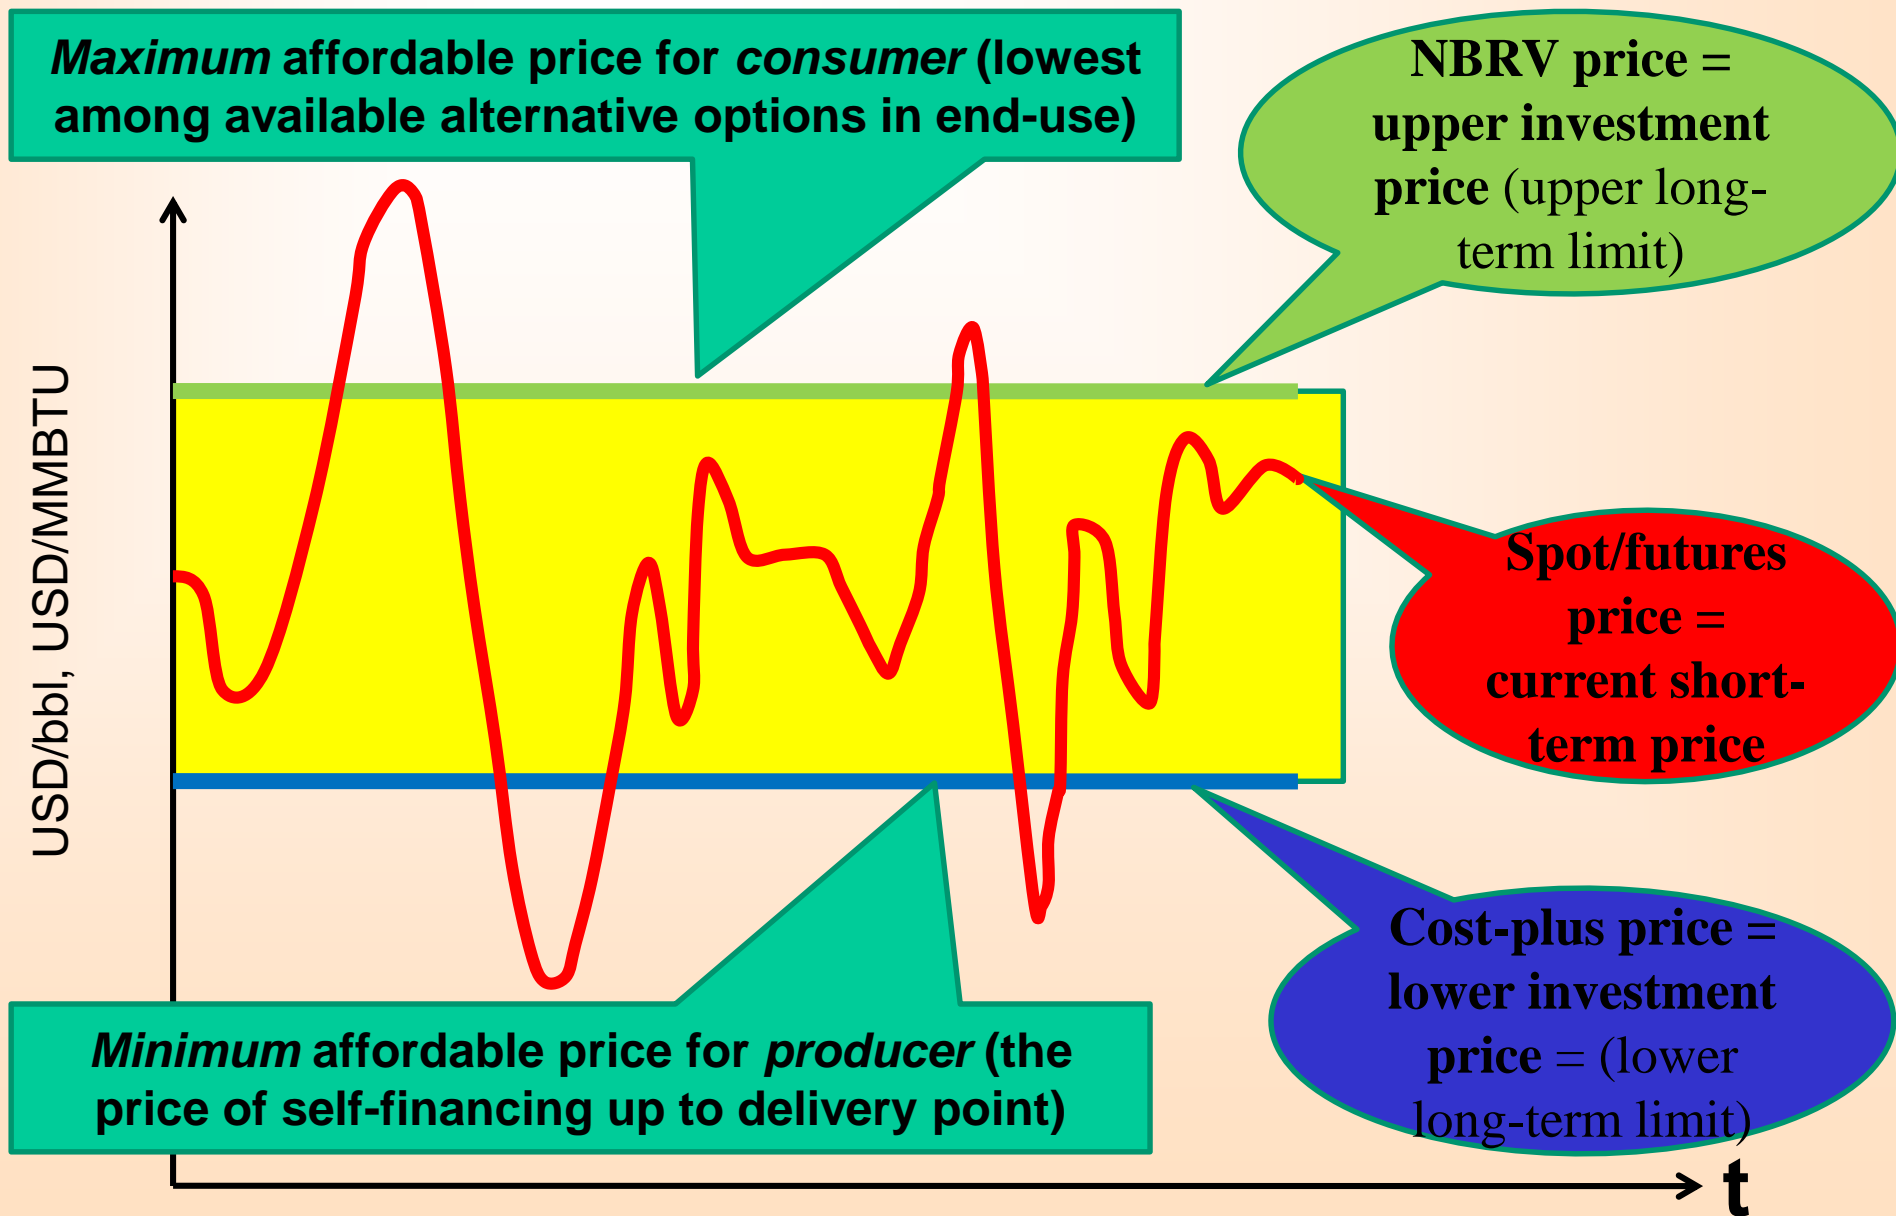 Maximum affordable price for consumer (lowest
among available alternative options in end-use)
NBRV price =
upper investment
price (upper long-
term limit)
USD/bbl, USD/MMBTU
Spot/futures
price =
current short-
term price
Cost-plus price =
lower investment
price = (lower
long-term limit)
Minimum affordable price for producer (the
price of self-financing up to delivery point)
t